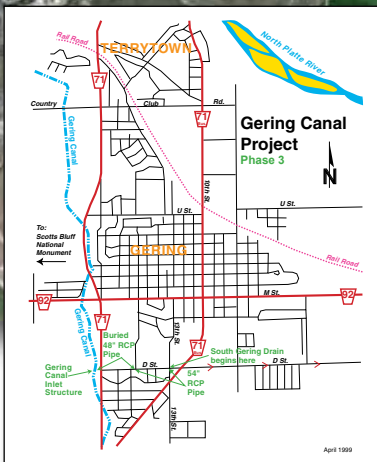 Rail Road
TERRYTOWN
North Platte River
71
Country Club Rd.
71
Gering Canal
Project
Phase 3
N
Gering Canal
10th St.
U St.
U St.
To:
Scotts Bluff
National
Monument
GERING
Rail Road
M St.
92
92
71
Gering Canal
Buried
48" RCP
Pipe
13th St.
71
South Gering Drain
begins here
D St.
D St.
Gering
Canal
Inlet
Structure
54"
RCP
Pipe
13th St.
April 1999